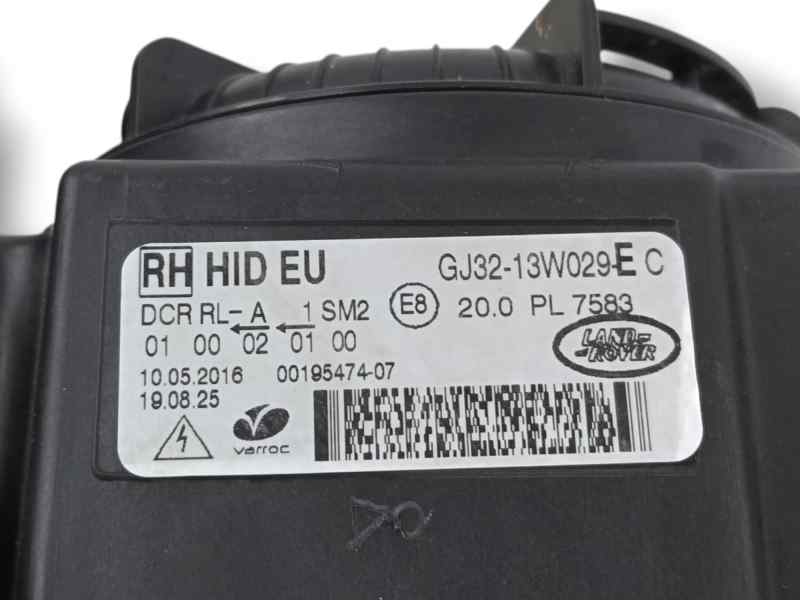 RH HID EU GJ32-13W029-E C
DCR RL-A 1 SM2 E8 20.0 PL 7583
01 00 02 01 00 LAND-ROVER
10.05.2016 00195474-07
19.08.25
varroc